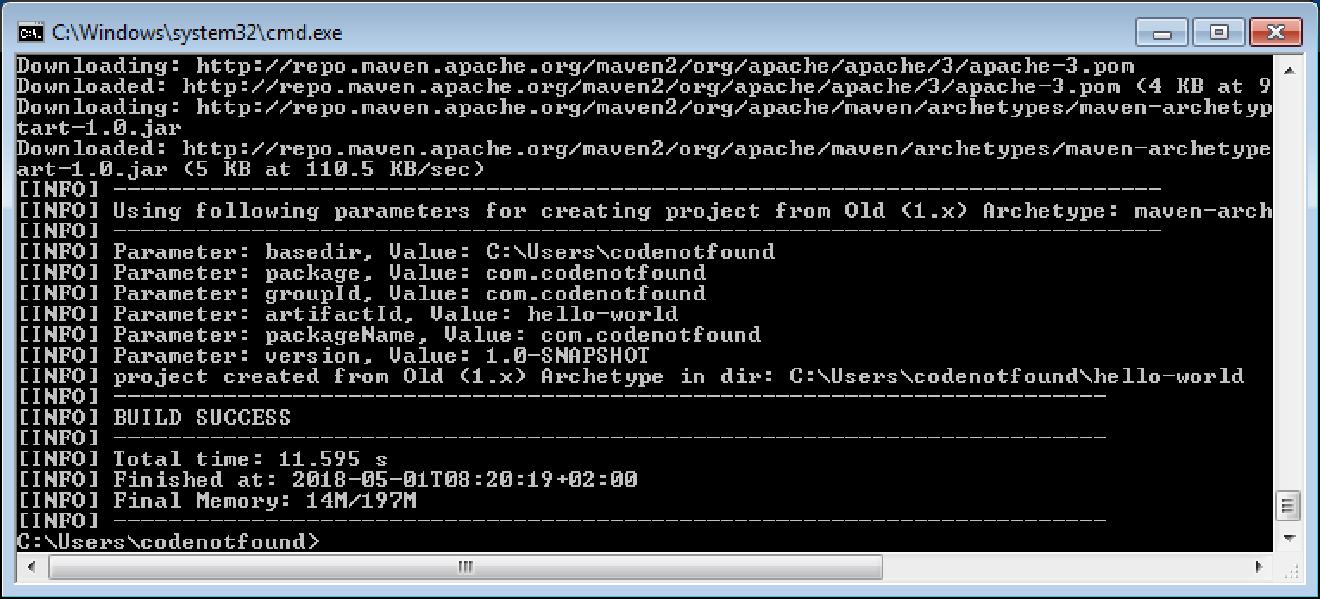 C:\Windows\system32\cmd.exe
Downloading: http://repo.maven.apache.org/maven2/org/apache/apache/3/apache-3.pom
Downloaded: http://repo.maven.apache.org/maven2/org/apache/apache/3/apache-3.pom (4 KB at 9
Downloading: http://repo.maven.apache.org/maven2/org/apache/maven/archetypes/maven-archetyp
tart-1.0.jar
Downloaded: http://repo.maven.apache.org/maven2/org/apache/maven/archetypes/maven-archetype
art-1.0.jar (5 KB at 110.5 KB/sec)
[INFO] ----------------------------------------------------------------------------
[INFO] Using following parameters for creating project from Old (1.x) Archetype: maven-arch
[INFO] ----------------------------------------------------------------------------
[INFO] Parameter: basedir, Value: C:\Users\codenotfound
[INFO] Parameter: package, Value: com.codenotfound
[INFO] Parameter: groupId, Value: com.codenotfound
[INFO] Parameter: artifactId, Value: hello-world
[INFO] Parameter: packageName, Value: com.codenotfound
[INFO] Parameter: version, Value: 1.0-SNAPSHOT
[INFO] project created from Old (1.x) Archetype in dir: C:\Users\codenotfound\hello-world
[INFO] ------------------------------------------------------------------------
[INFO] BUILD SUCCESS
[INFO] ------------------------------------------------------------------------
[INFO] Total time: 11.595 s
[INFO] Finished at: 2018-05-01T08:20:19+02:00
[INFO] Final Memory: 14M/197M
[INFO] ------------------------------------------------------------------------
C:\Users\codenotfound>